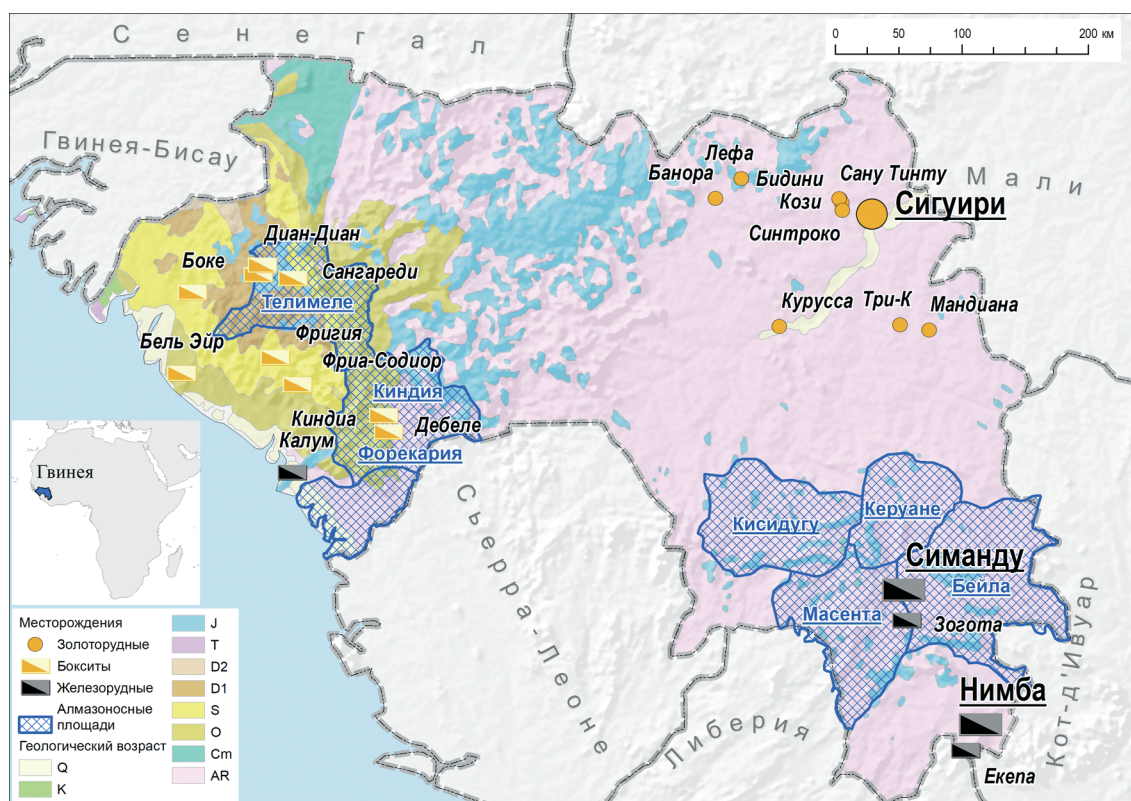 Сенегал
0 50 100 200 км
Гвинея-Бисау
Мали
Лефа
Банора
Бидини
Сану Тинту
Кози
Сигуири
Синтроко
Диан-Диан
Боке
Сангареди
Телимеле
Курусса
Три-К
Мандиана
Бель Эйр
Фригия
Фриа-Содиор
Киндия
Киндиа
Дебеле
Калум
Форекария
Гвинея
Сьерра-Леоне
Кисидугу
Керуане
Симанду
Бейла
Масента
Зогота
Нимба
Екепа
Либерия
Кот-д'Ивуар
Месторождения
Золоторудные
Бокситы
Железорудные
Алмазоносные
площади
Геологический возраст
Q
K
J
T
D2
D1
S
O
Cm
AR